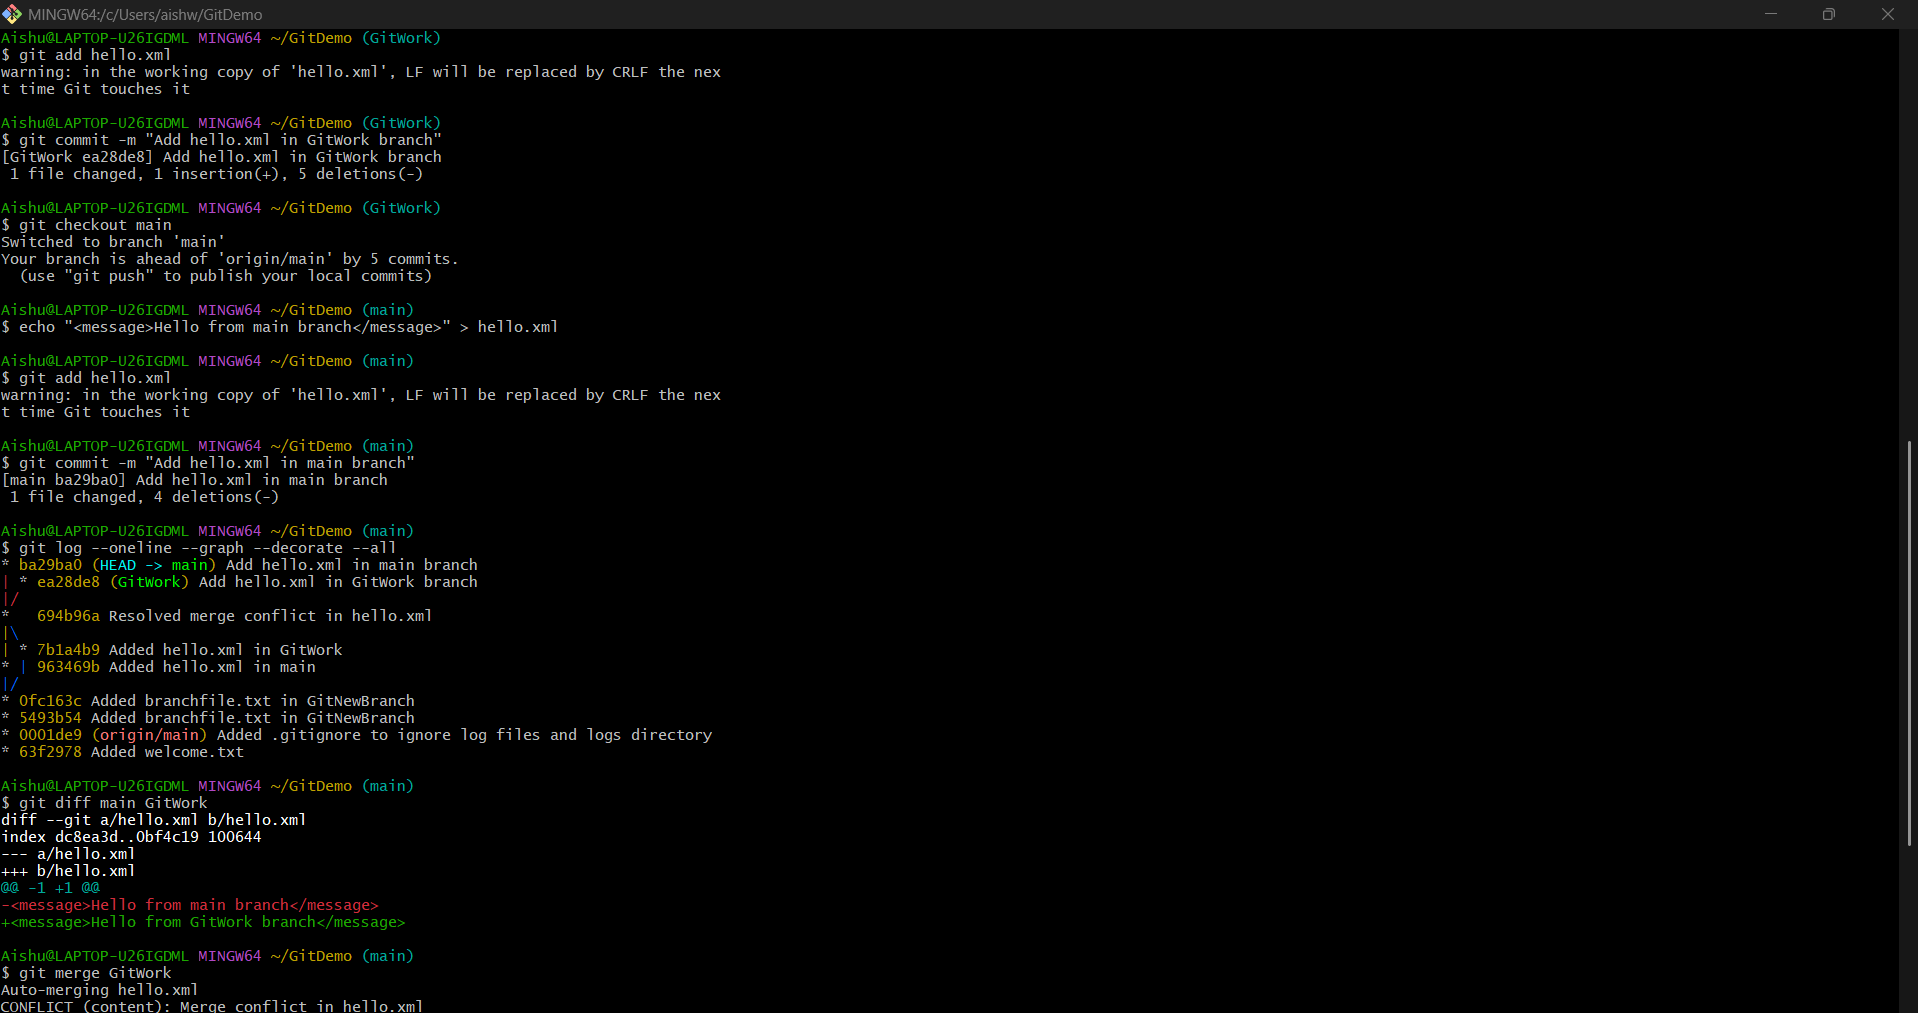 MINGW64:/c/Users/aishw/GitDemo
Aishu@LAPTOP-U26IGDML MINGW64 ~/GitDemo (GitWork)
$ git add hello.xml
warning: in the working copy of 'hello.xml', LF will be replaced by CRLF the nex
t time Git touches it
Aishu@LAPTOP-U26IGDML MINGW64 ~/GitDemo (GitWork)
$ git commit -m "Add hello.xml in GitWork branch"
[GitWork ea28de8] Add hello.xml in GitWork branch
 1 file changed, 1 insertion(+), 5 deletions(-)
Aishu@LAPTOP-U26IGDML MINGW64 ~/GitDemo (GitWork)
$ git checkout main
Switched to branch 'main'
Your branch is ahead of 'origin/main' by 5 commits.
  (use "git push" to publish your local commits)
Aishu@LAPTOP-U26IGDML MINGW64 ~/GitDemo (main)
$ echo "<message>Hello from main branch</message>" > hello.xml
Aishu@LAPTOP-U26IGDML MINGW64 ~/GitDemo (main)
$ git add hello.xml
warning: in the working copy of 'hello.xml', LF will be replaced by CRLF the nex
t time Git touches it
Aishu@LAPTOP-U26IGDML MINGW64 ~/GitDemo (main)
$ git commit -m "Add hello.xml in main branch"
[main ba29ba0] Add hello.xml in main branch
 1 file changed, 4 deletions(-)
Aishu@LAPTOP-U26IGDML MINGW64 ~/GitDemo (main)
$ git log --oneline --graph --decorate --all
* ba29ba0 (HEAD -> main) Add hello.xml in main branch
| * ea28de8 (GitWork) Add hello.xml in GitWork branch
|/
*   694b96a Resolved merge conflict in hello.xml
|\
| * 7b1a4b9 Added hello.xml in GitWork
* | 963469b Added hello.xml in main
|/
* 0fc163c Added branchfile.txt in GitNewBranch
* 5493b54 Added branchfile.txt in GitNewBranch
* 0001de9 (origin/main) Added .gitignore to ignore log files and logs directory
* 63f2978 Added welcome.txt
Aishu@LAPTOP-U26IGDML MINGW64 ~/GitDemo (main)
$ git diff main GitWork
diff --git a/hello.xml b/hello.xml
index dc8ea3d..0bf4c19 100644
--- a/hello.xml
+++ b/hello.xml
@@ -1 +1 @@
-<message>Hello from main branch</message>
+<message>Hello from GitWork branch</message>
Aishu@LAPTOP-U26IGDML MINGW64 ~/GitDemo (main)
$ git merge GitWork
Auto-merging hello.xml
CONFLICT (content): Merge conflict in hello.xml